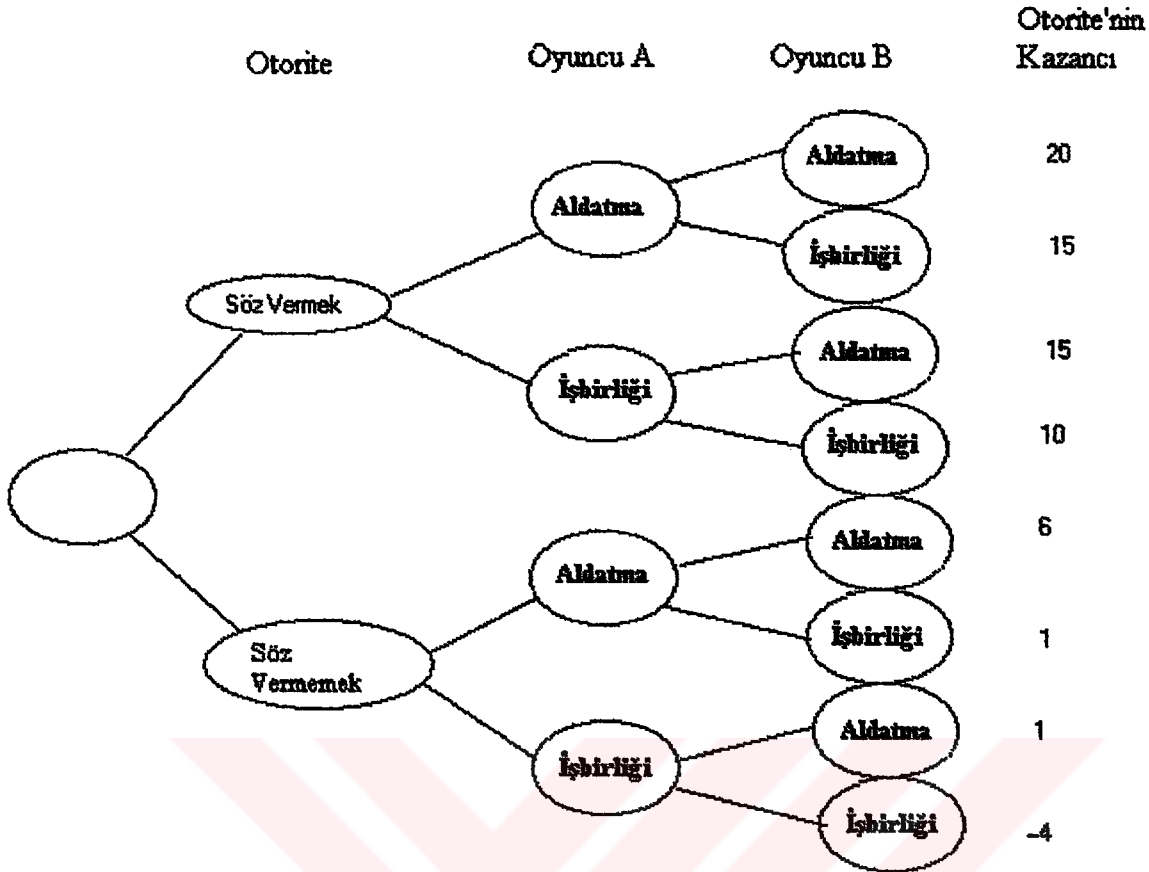 Otorite'nin
Kazancı
Otorite
Oyuncu A
Oyuncu B
Aldatma
20
Aldatma
İşbirliği
15
Söz Vermek
Aldatma
15
İşbirliği
İşbirliği
10
Aldatma
6
Aldatma
İşbirliği
1
Söz
Vermemek
Aldatma
1
İşbirliği
İşbirliği
-4